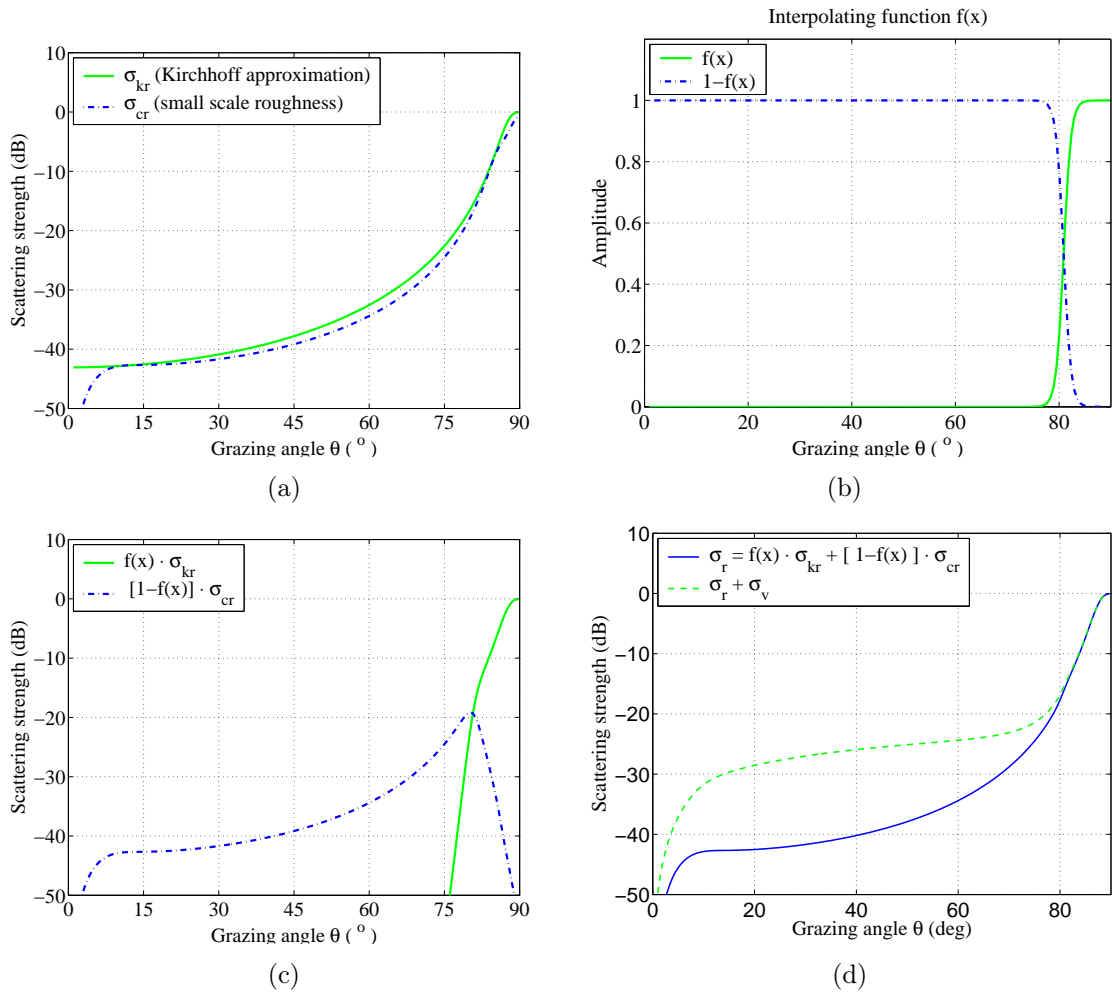 10
0
−10
−20
−30
−40
−50
0 15 30 45 60 75 90
Scattering strength (dB)
Grazing angle θ ( o )
σkr (Kirchhoff approximation)
σcr (small scale roughness)
(a)
Interpolating function f(x)
f(x)
1−f(x)
1
0.8
0.6
0.4
0.2
0
0 20 40 60 80
Amplitude
Grazing angle θ ( o )
(b)
f(x) · σkr
[1−f(x)] · σcr
10
0
−10
−20
−30
−40
−50
0 15 30 45 60 75 90
Scattering strength (dB)
Grazing angle θ ( o )
(c)
σr = f(x) · σkr + [ 1−f(x) ] · σcr
σr + σv
10
0
−10
−20
−30
−40
−50
0 20 40 60 80
Scattering strength (dB)
Grazing angle θ (deg)
(d)